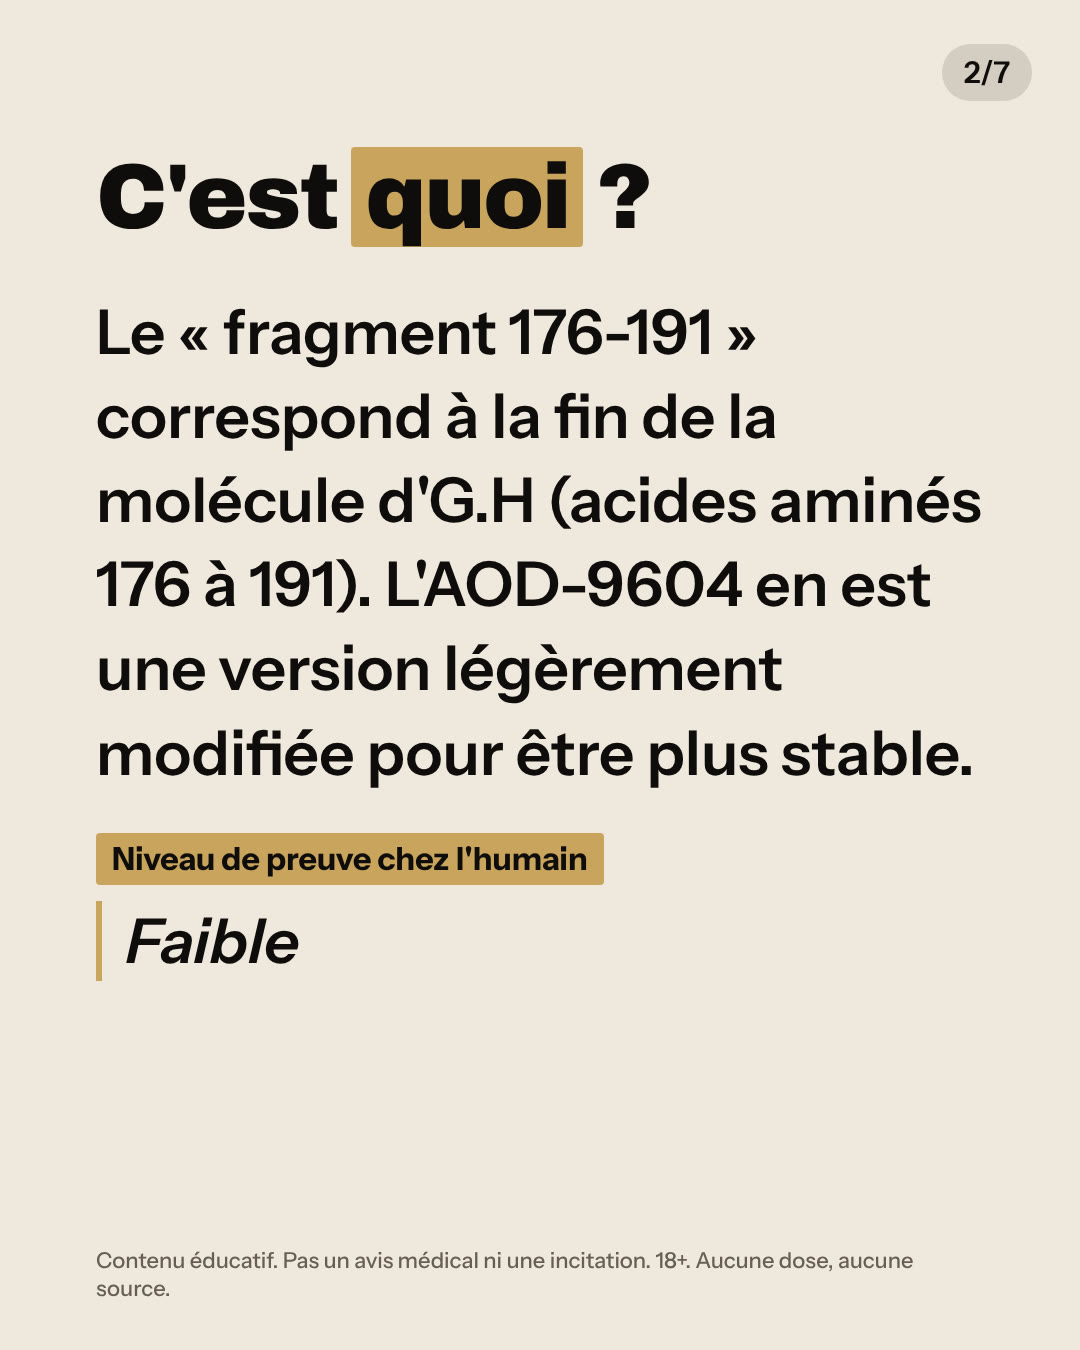 2/7
C'est quoi ?
Le « fragment 176-191 »
correspond à la fin de la
molécule d'G.H (acides aminés
176 à 191). L'AOD-9604 en est
une version légèrement
modifiée pour être plus stable.
Niveau de preuve chez l'humain
Faible
Contenu éducatif. Pas un avis médical ni une incitation. 18+. Aucune dose, aucune
source.